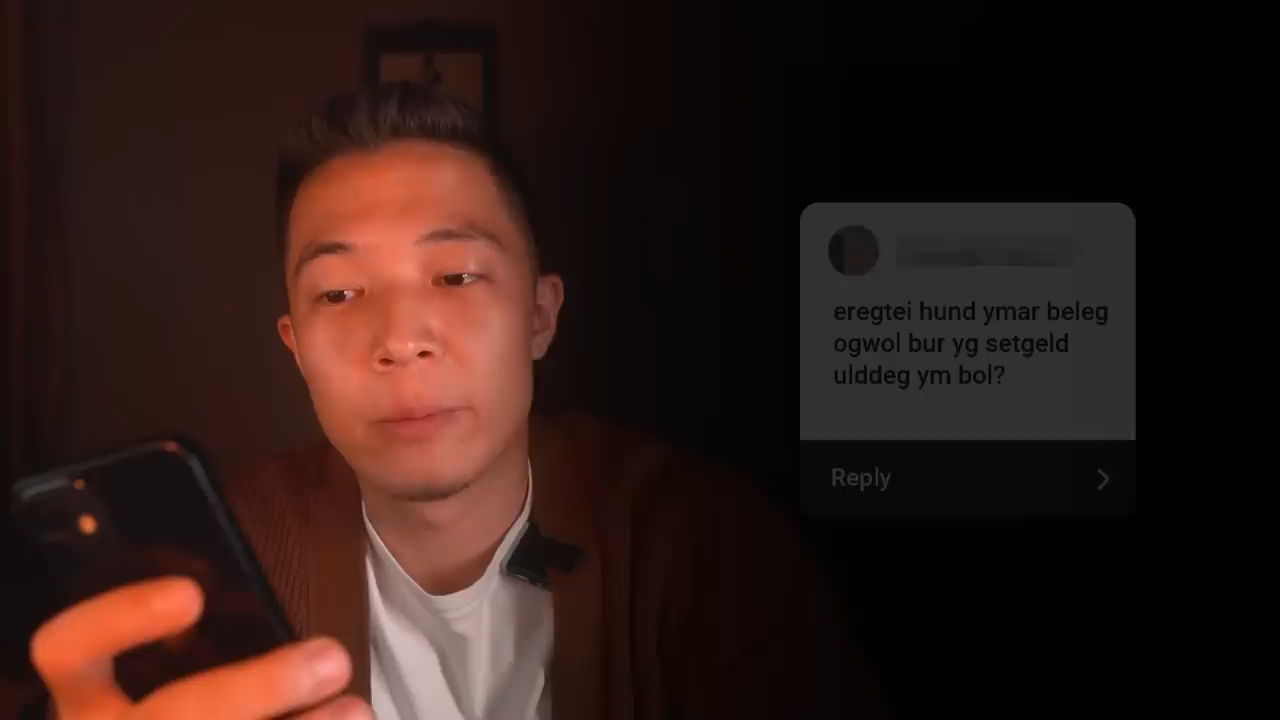 eregtei hund ymar beleg
ogwol bur yg setgeld
ulddeg ym bol?
Reply